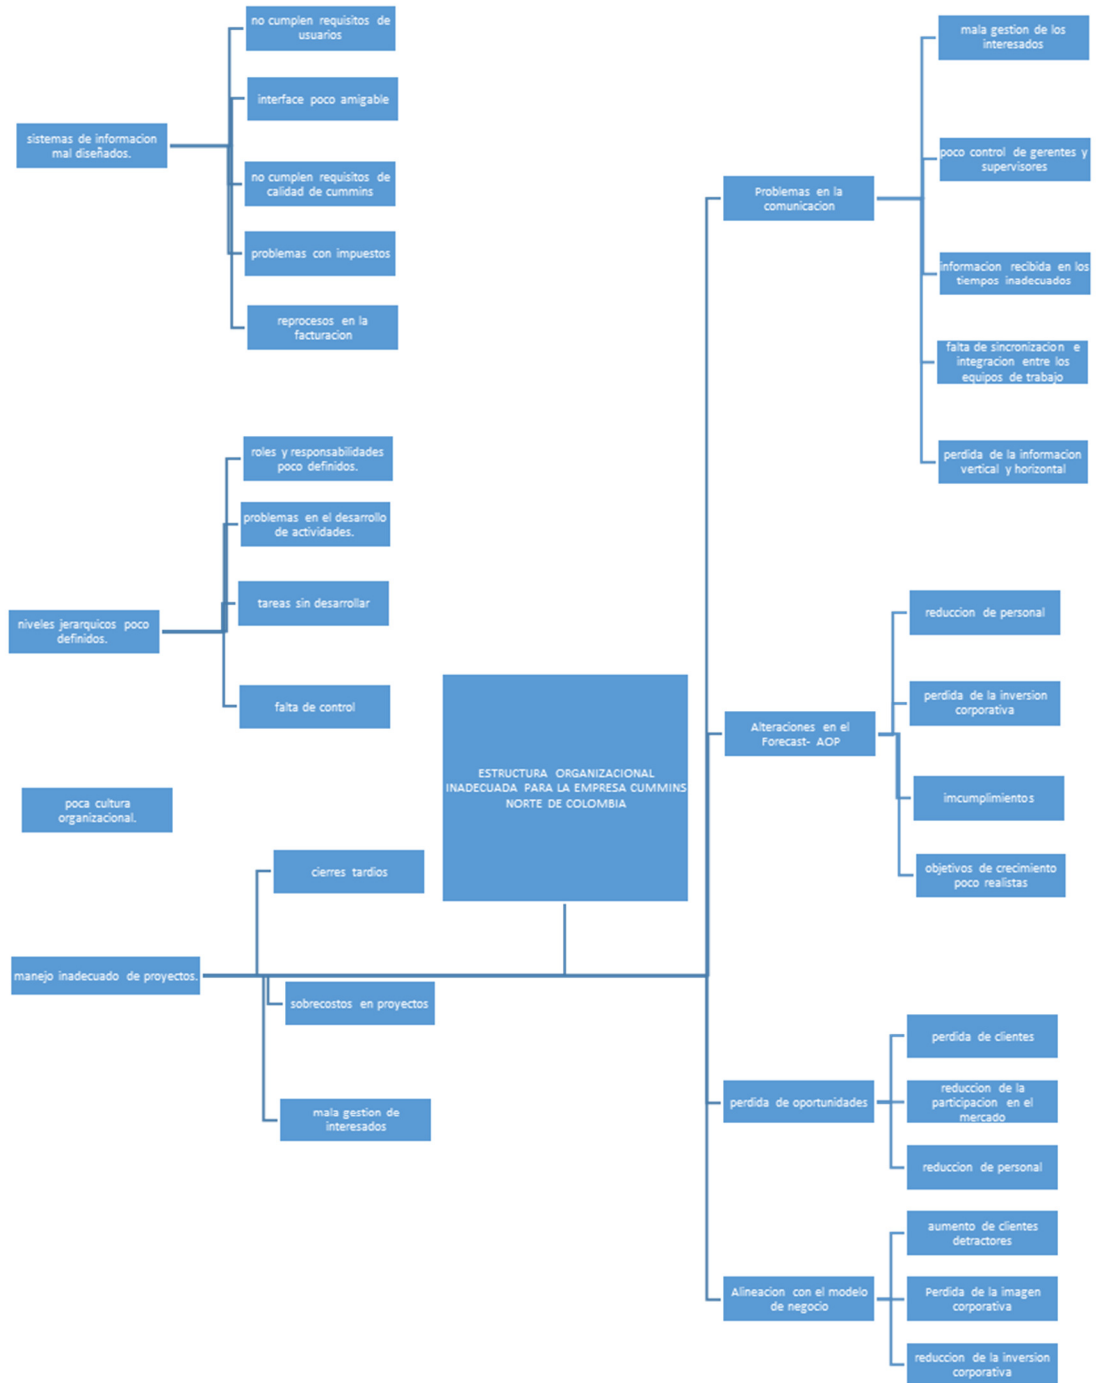 no cumplen requisitos de
usuarios
interface poco amigable
sistemas de informacion
mal diseñados.
no cumplen requisitos de
calidad de cummins
problemas con impuestos
reprocesos en la
facturacion
roles y responsabilidades
poco definidos.
problemas en el desarrollo
de actividades.
tareas sin desarrollar
niveles jerarquicos poco
definidos.
falta de control
poca cultura
organizacional.
cierres tardios
manejo inadecuado de proyectos.
sobrecostos en proyectos
mala gestion de
interesados
ESTRUCTURA ORGANIZACIONAL
INADECUADA PARA LA EMPRESA CUMMINS
NORTE DE COLOMBIA
mala gestion de los
interesados
poco control de gerentes y
supervisores
Problemas en la
comunicacion
informacion recibida en los
tiempos inadecuados
falta de sincronizacion e
integracion entre los
equipos de trabajo
perdida de la informacion
vertical y horizontal
reduccion de personal
perdida de la inversion
corporativa
Alteraciones en el
Forecast- AOP
imcumplimientos
objetivos de crecimiento
poco realistas
perdida de clientes
perdida de oportunidades
reduccion de la
participacion en el
mercado
reduccion de personal
aumento de clientes
detractores
Alineacion con el modelo
de negocio
Perdida de la imagen
corporativa
reduccion de la inversion
corporativa